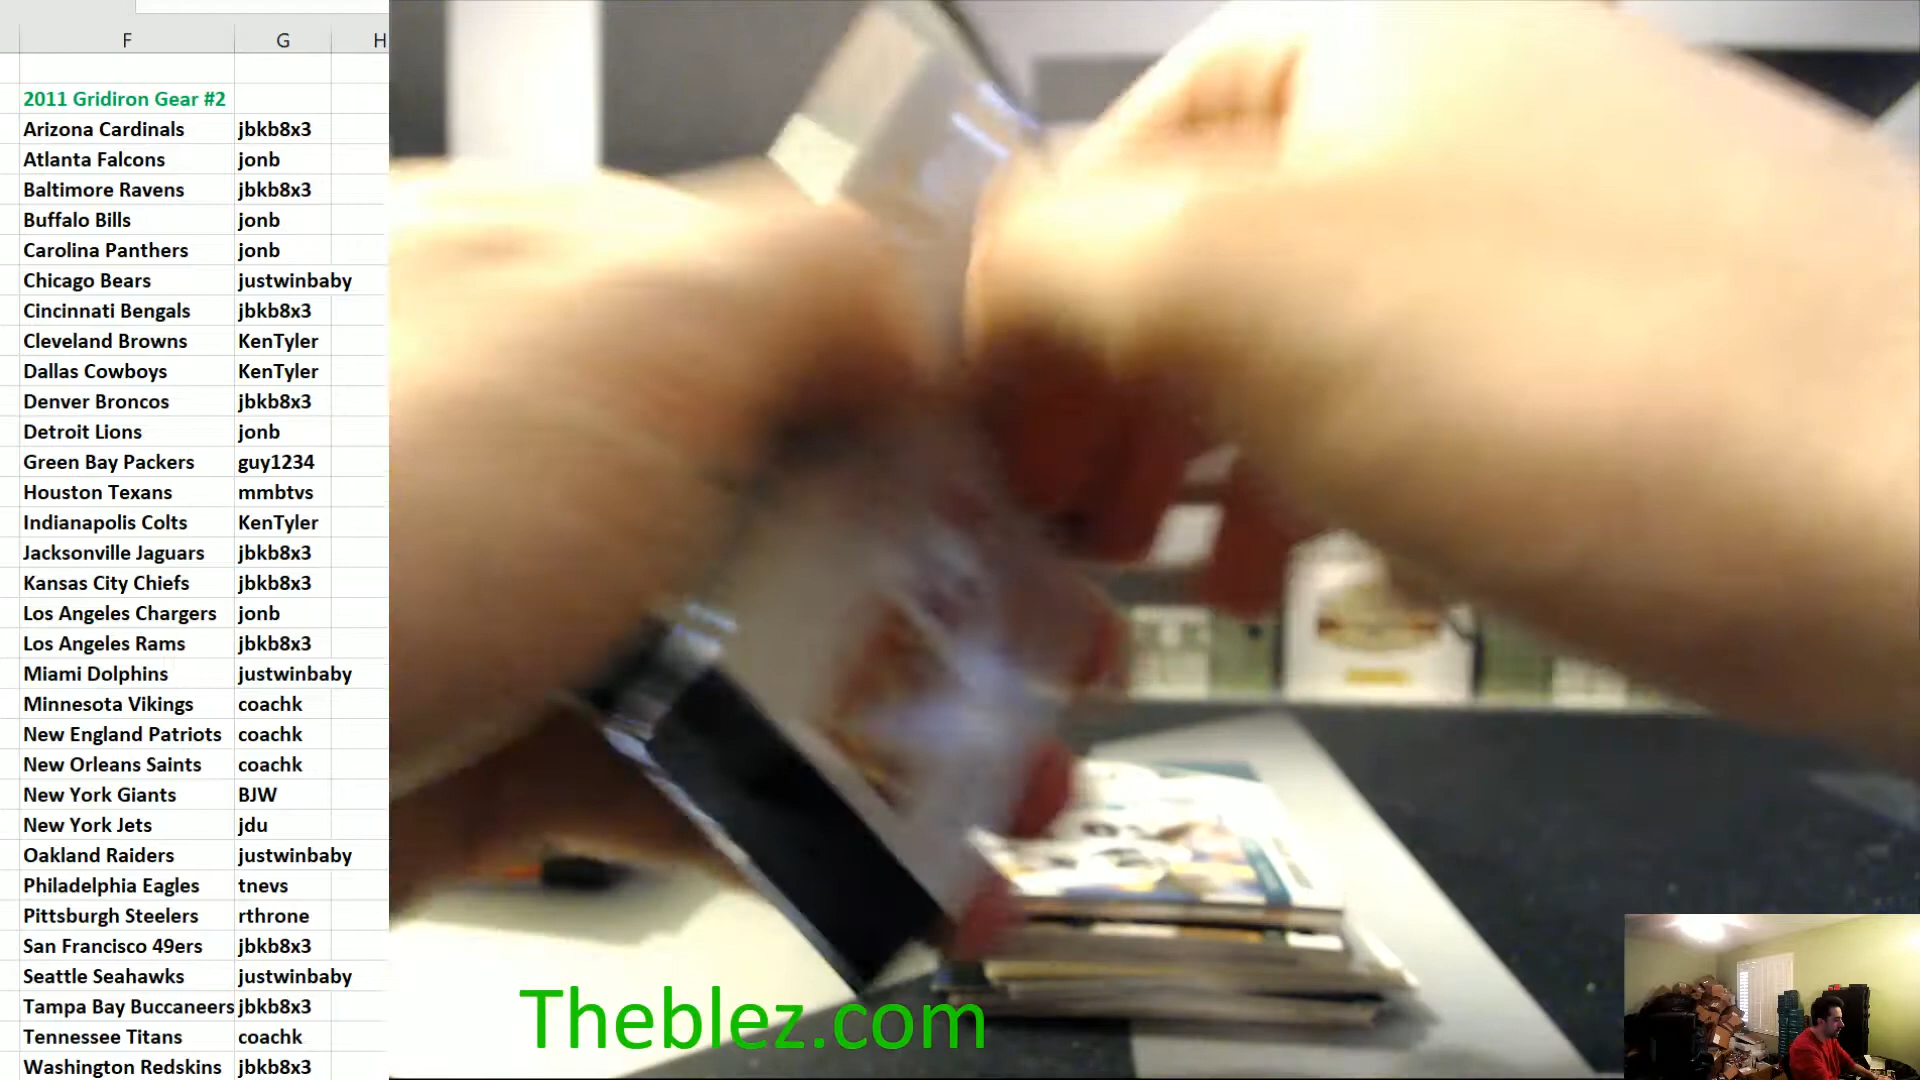 F G H
2011 Gridiron Gear #2
Arizona Cardinals jbkb8x3
Atlanta Falcons jonb
Baltimore Ravens jbkb8x3
Buffalo Bills jonb
Carolina Panthers jonb
Chicago Bears justwinbaby
Cincinnati Bengals jbkb8x3
Cleveland Browns KenTyler
Dallas Cowboys KenTyler
Denver Broncos jbkb8x3
Detroit Lions jonb
Green Bay Packers guy1234
Houston Texans mmbtvs
Indianapolis Colts KenTyler
Jacksonville Jaguars jbkb8x3
Kansas City Chiefs jbkb8x3
Los Angeles Chargers jonb
Los Angeles Rams jbkb8x3
Miami Dolphins justwinbaby
Minnesota Vikings coachk
New England Patriots coachk
New Orleans Saints coachk
New York Giants BJW
New York Jets jdu
Oakland Raiders justwinbaby
Philadelphia Eagles tnevs
Pittsburgh Steelers rthrone
San Francisco 49ers jbkb8x3
Seattle Seahawks justwinbaby
Tampa Bay Buccaneers jbkb8x3
Tennessee Titans coachk
Washington Redskins jbkb8x3
Theblez.com